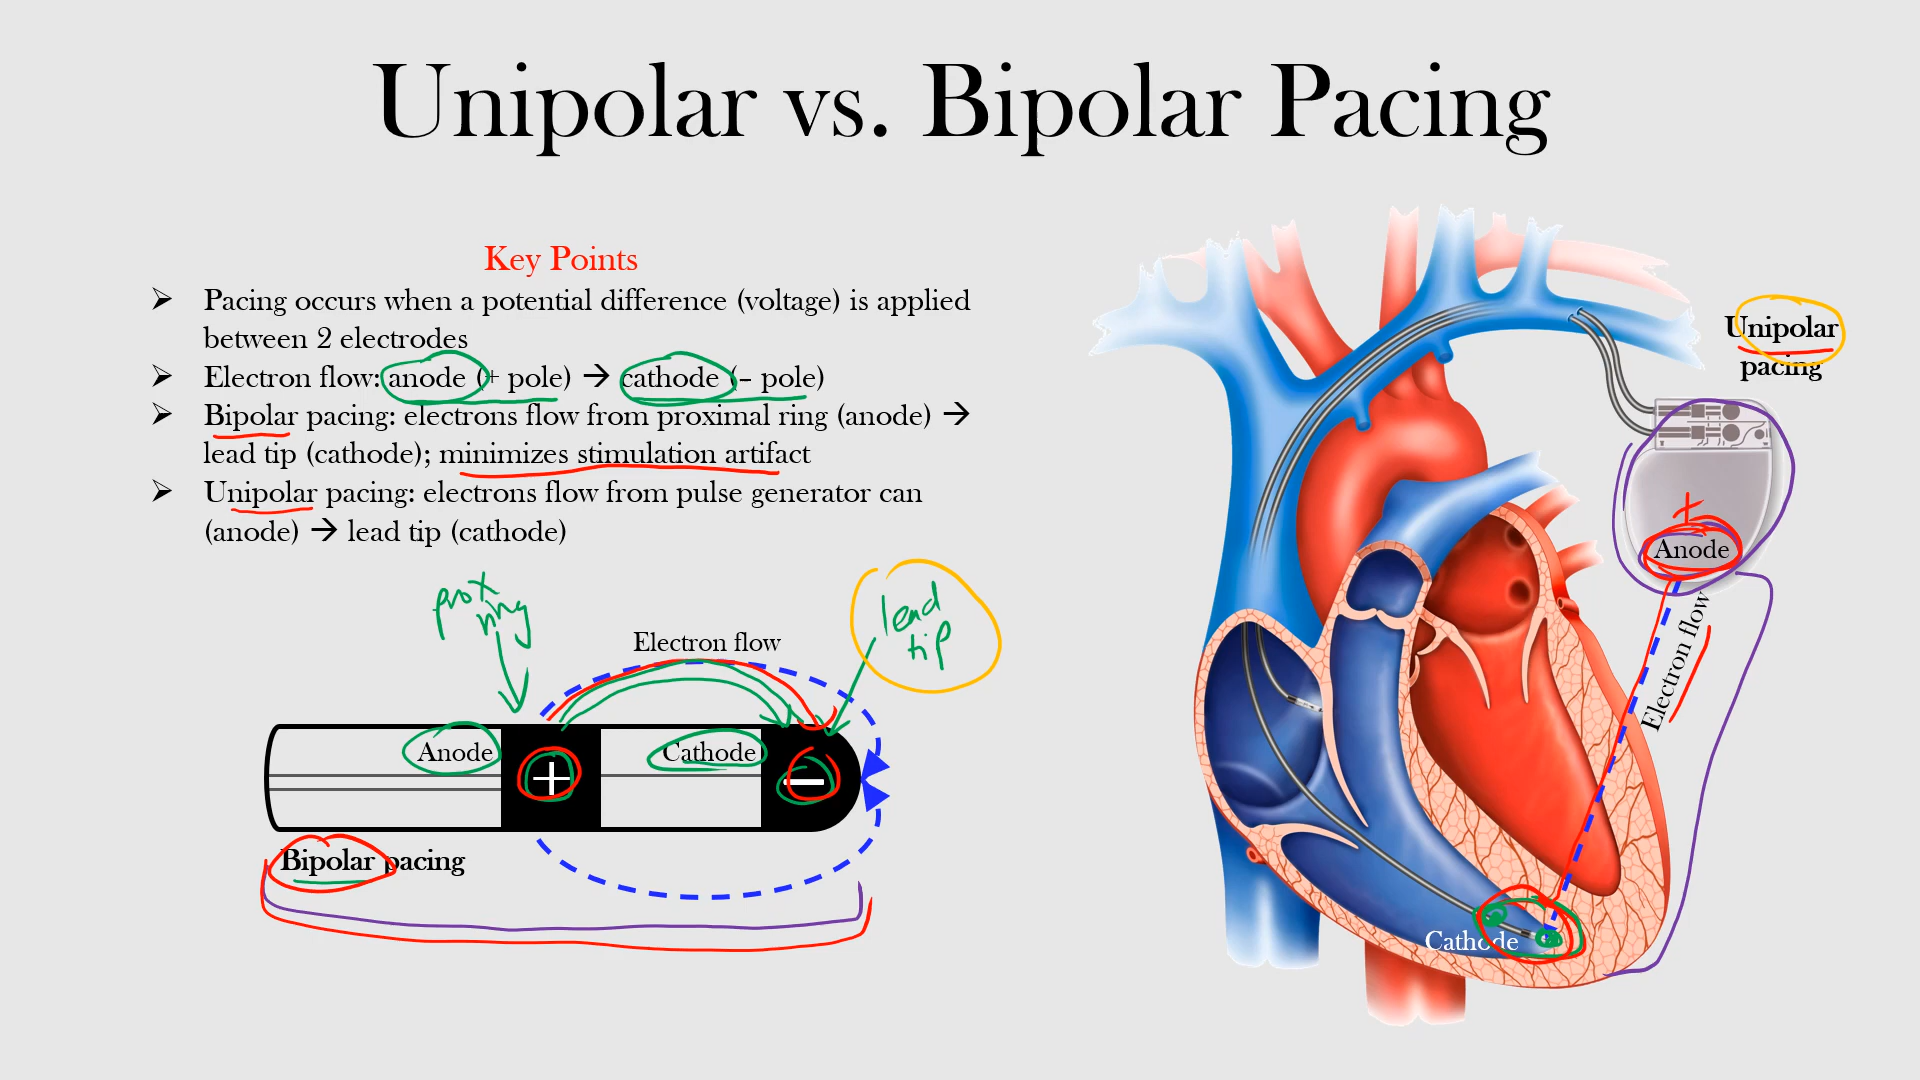 Unipolar vs. Bipolar Pacing
Key Points
➢ Pacing occurs when a potential difference (voltage) is applied
between 2 electrodes
➢ Electron flow: anode (+ pole) → cathode (– pole)
➢ Bipolar pacing: electrons flow from proximal ring (anode) →
lead tip (cathode); minimizes stimulation artifact
➢ Unipolar pacing: electrons flow from pulse generator can
(anode) → lead tip (cathode)
prox
ring
lead
tip
Electron flow
Anode
+
Cathode
–
Bipolar pacing
Unipolar
pacing
+
Anode
Electron flow
Cathode